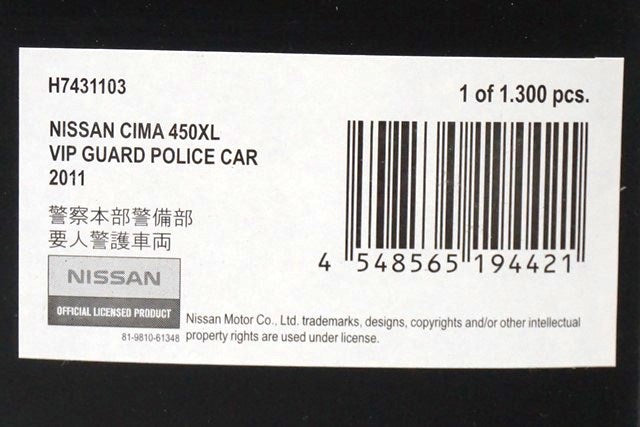 H7431103
1 of 1.300 pcs.
NISSAN CIMA 450XL
VIP GUARD POLICE CAR
2011
警察本部警備部
要人警護車両
4 548565 194421
NISSAN
OFFICIAL LICENSED PRODUCT
81-9810-61348
Nissan Motor Co., Ltd. trademarks, designs, copyrights and/or other intellectual
property rights are used under license.